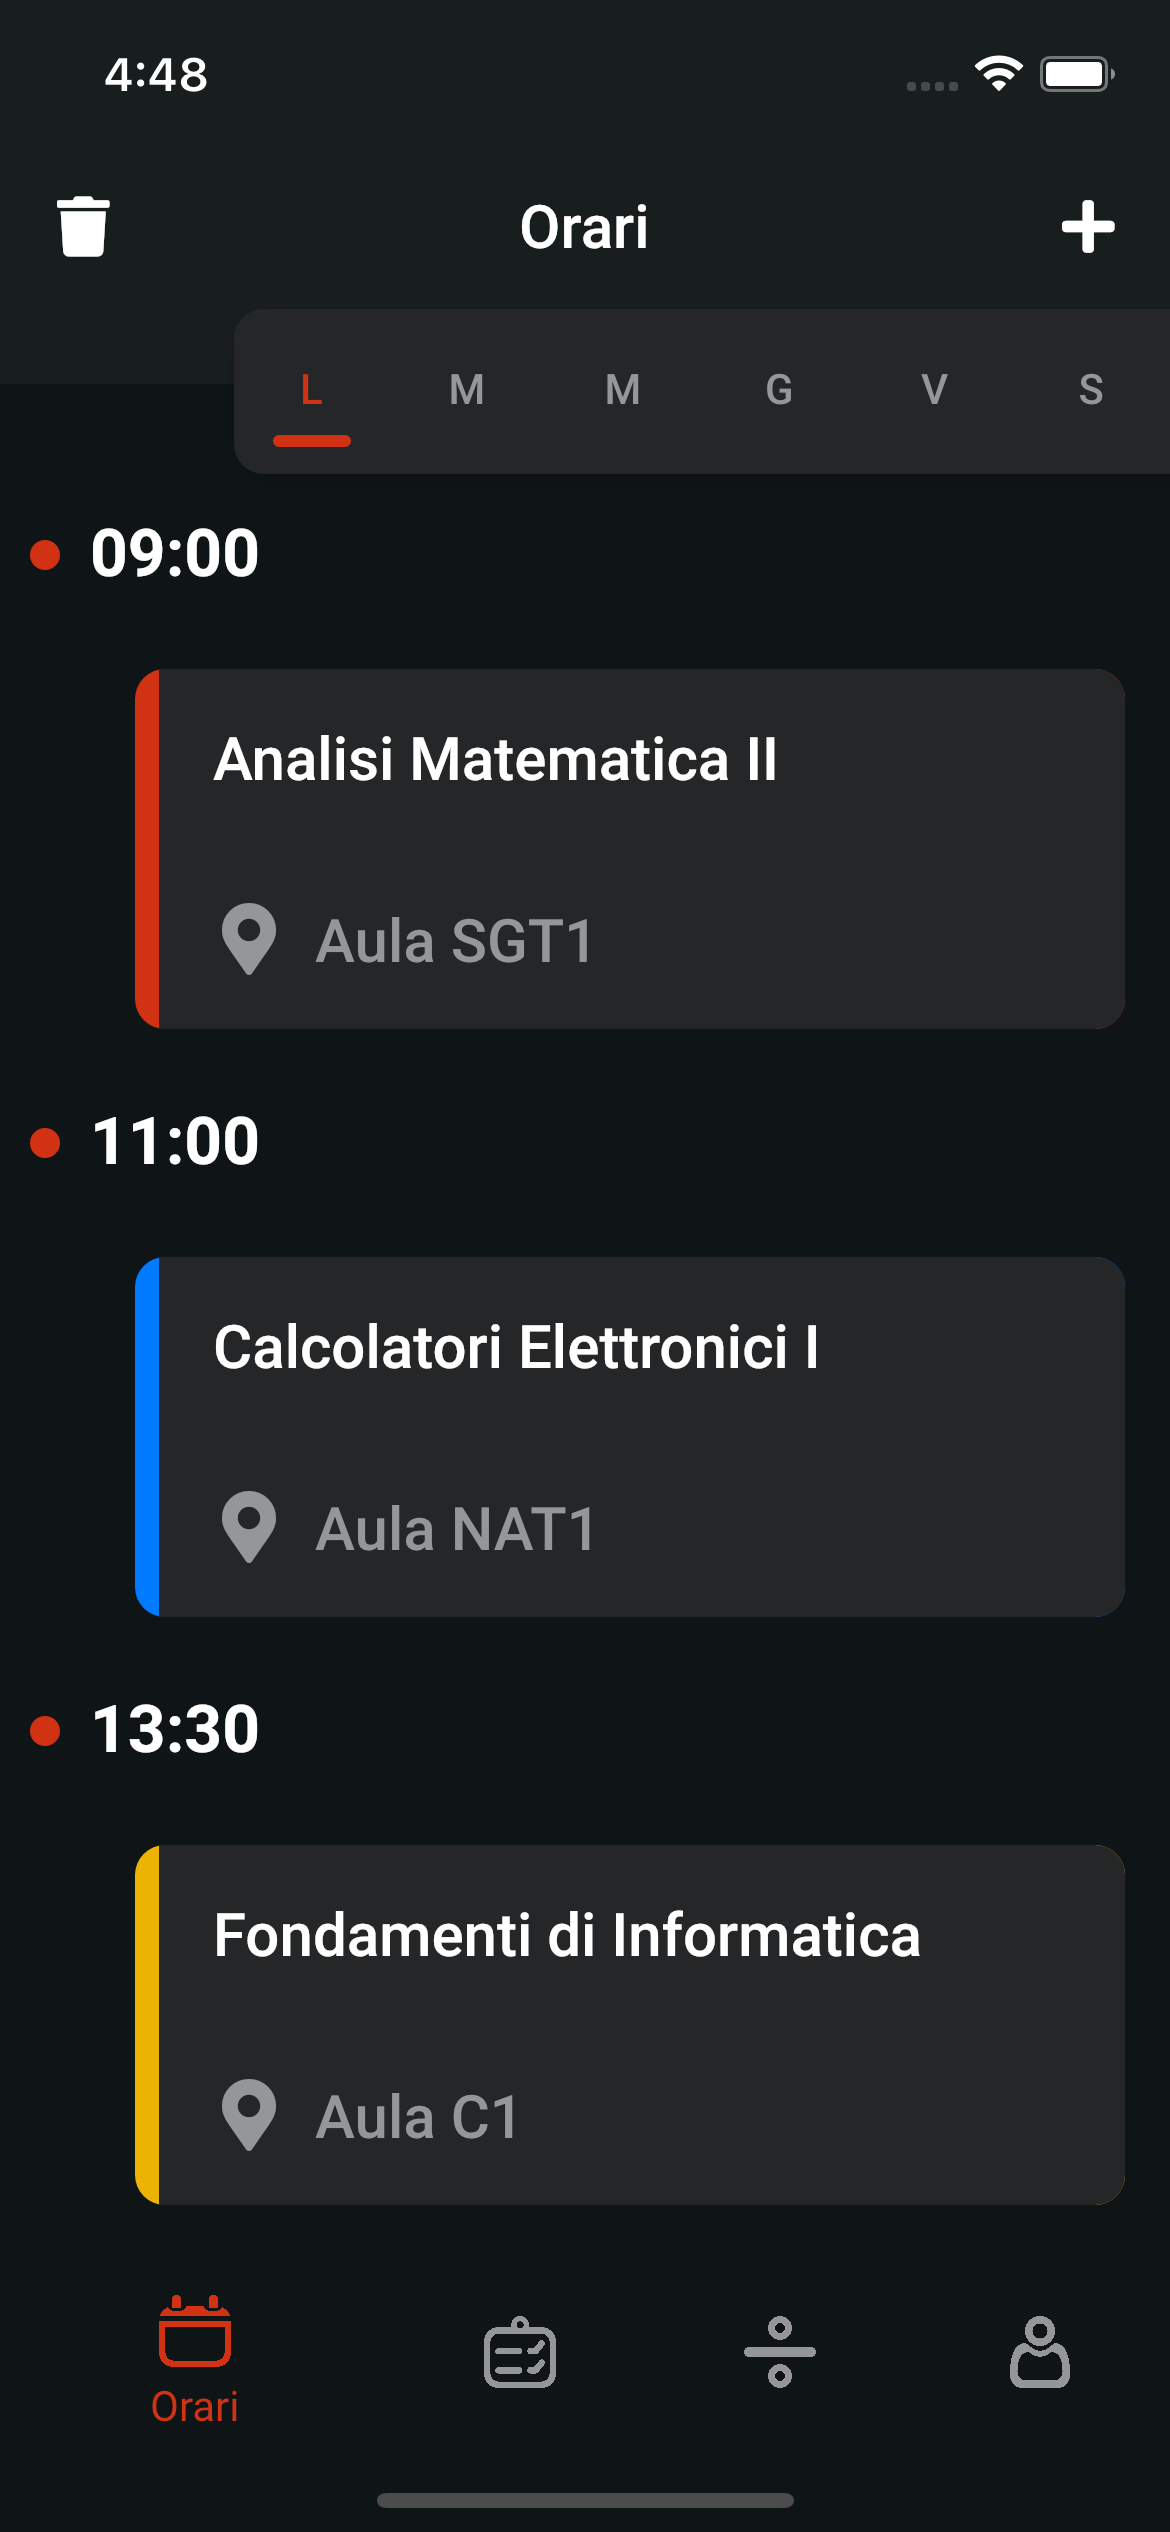 4:48
Orari
L M M G V S
09:00
Analisi Matematica II
Aula SGT1
11:00
Calcolatori Elettronici I
Aula NAT1
13:30
Fondamenti di Informatica
Aula C1
Orari